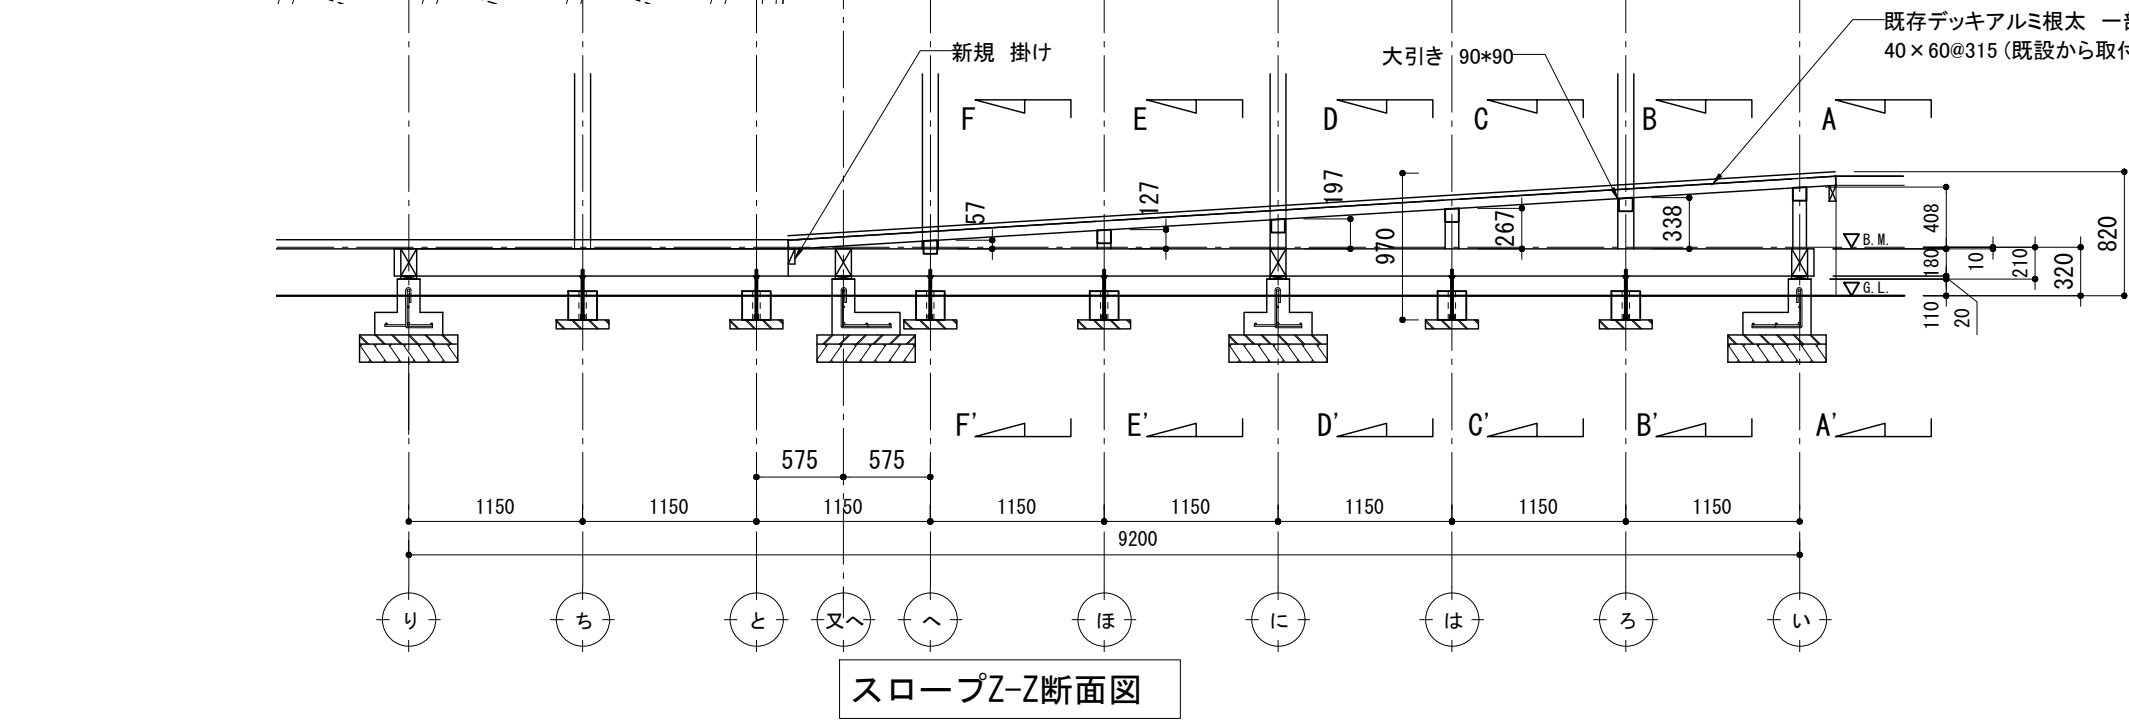 既存デッキアルミ根太 一
40×60@315(既設から取
新規 掛け
大引き 90*90
F
E
D
C
B
A
57
127
197
970
267
338
408
820
B.M.
180
10
210
320
G.L.
110
20
F'
E'
D'
C'
B'
A'
575
575
1150
1150
1150
1150
1150
1150
1150
1150
9200
り
ち
と
又へ
へ
ほ
に
は
ろ
い
スロープZ-Z断面図